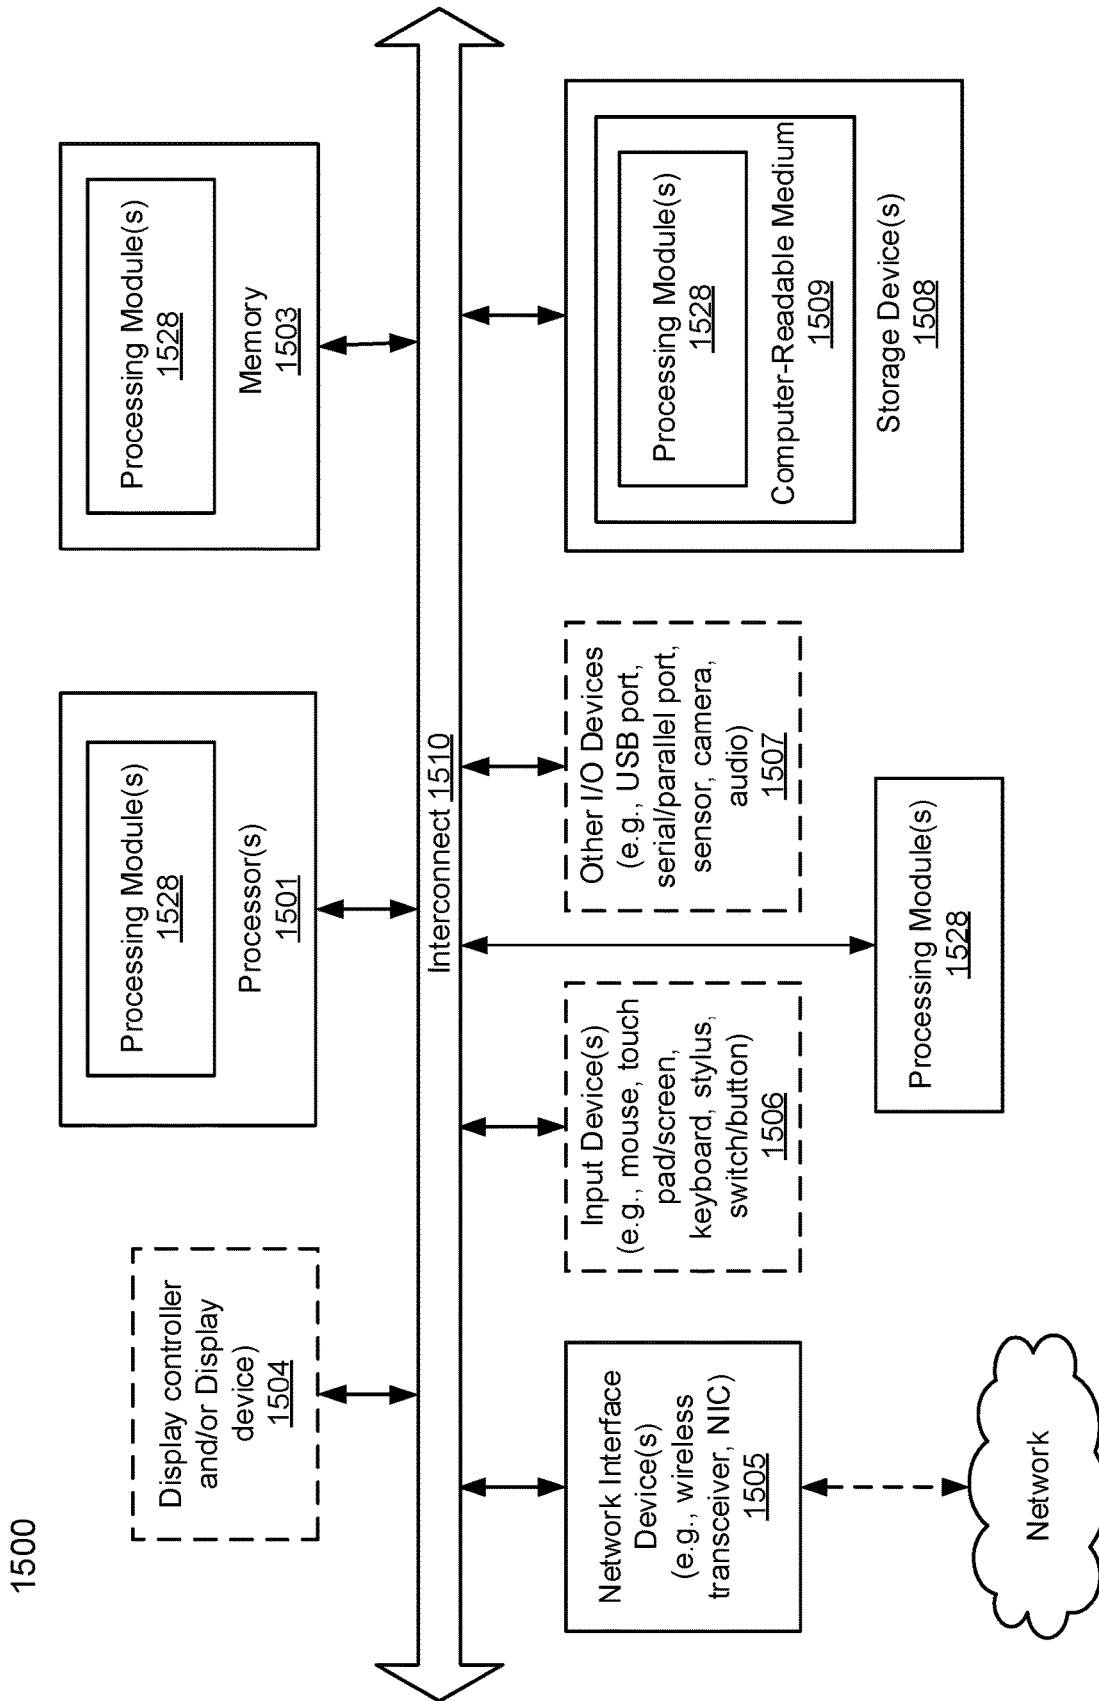 1500
Display controller
and/or Display
device)
1504
Processing Module(s)
1528
Processor(s)
1501
Processing Module(s)
1528
Memory
1503
Interconnect 1510
Network Interface
Device(s)
(e.g., wireless
transceiver, NIC)
1505
Input Device(s)
(e.g., mouse, touch
pad/screen,
keyboard, stylus,
switch/button)
1506
Other I/O Devices
(e.g., USB port,
serial/parallel port,
sensor, camera,
audio)
1507
Processing Module(s)
1528
Computer-Readable Medium
1509
Storage Device(s)
1508
Processing Module(s)
1528
Network